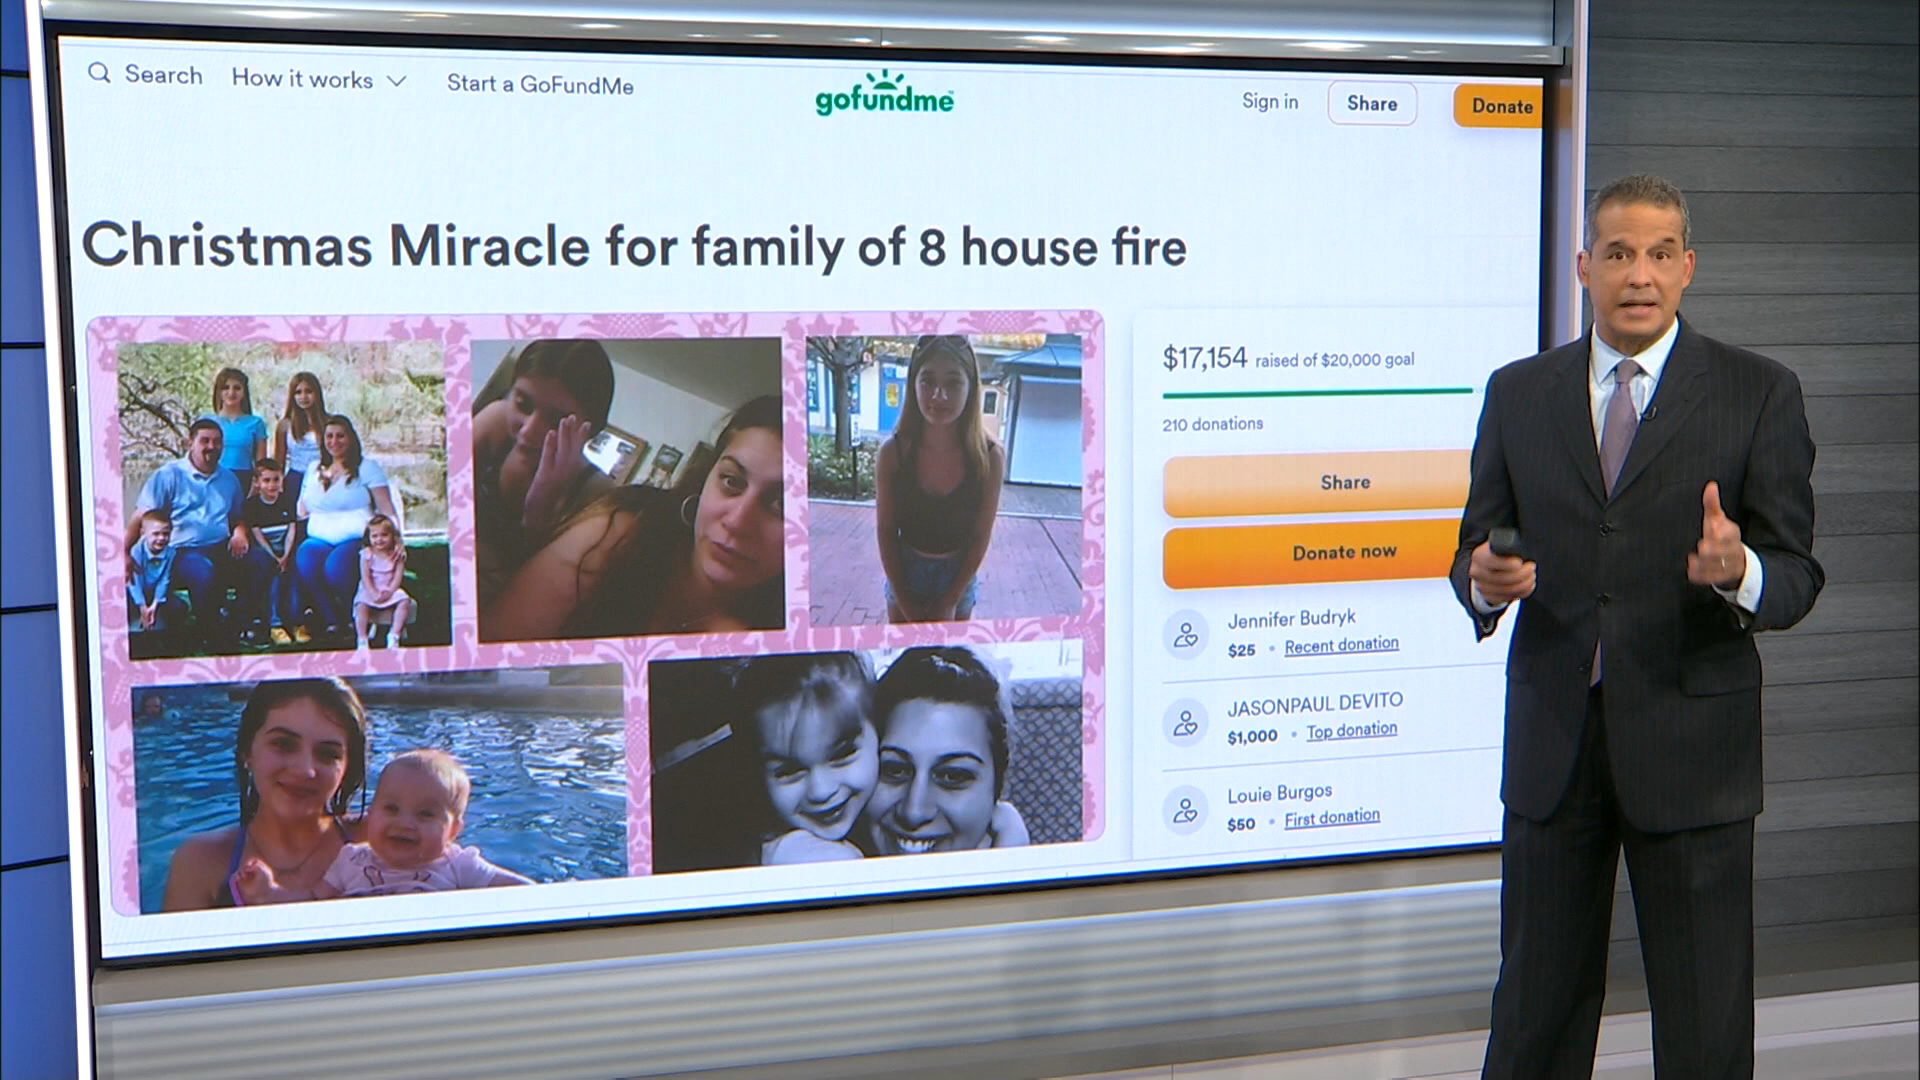 Search How it works Start a GoFundMe gofundme Sign in Share Donate
Christmas Miracle for family of 8 house fire
$17,154 raised of $20,000 goal
210 donations
Share
Donate now
Jennifer Budryk
$25 • Recent donation
JASONPAUL DEVITO
$1,000 • Top donation
Louie Burgos
$50 • First donation